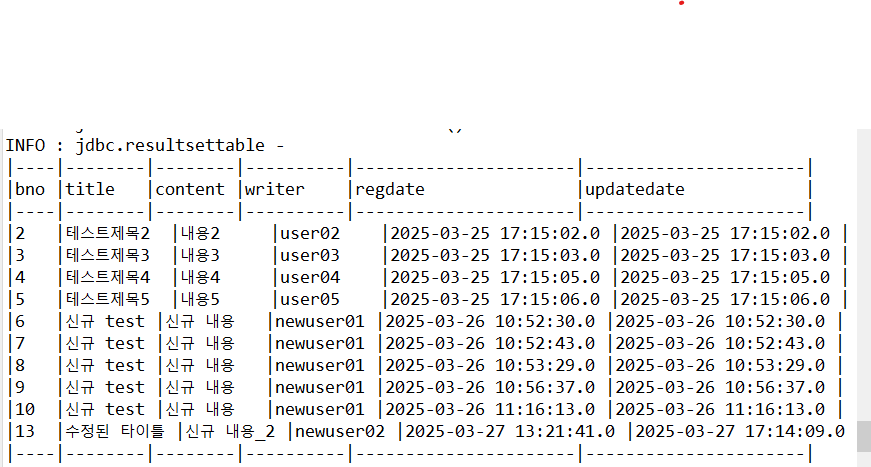 INFO : jdbc.resultsettable -
|----|--------|--------|----------|----------------------|----------------------|
|bno |title   |content |writer    |regdate               |updatedate            |
|----|--------|--------|----------|----------------------|----------------------|
|2   |테스트제목2  |내용2     |user02    |2025-03-25 17:15:02.0 |2025-03-25 17:15:02.0 |
|3   |테스트제목3  |내용3     |user03    |2025-03-25 17:15:03.0 |2025-03-25 17:15:03.0 |
|4   |테스트제목4  |내용4     |user04    |2025-03-25 17:15:05.0 |2025-03-25 17:15:05.0 |
|5   |테스트제목5  |내용5     |user05    |2025-03-25 17:15:06.0 |2025-03-25 17:15:06.0 |
|6   |신규 test |신규 내용   |newuser01 |2025-03-26 10:52:30.0 |2025-03-26 10:52:30.0 |
|7   |신규 test |신규 내용   |newuser01 |2025-03-26 10:52:43.0 |2025-03-26 10:52:43.0 |
|8   |신규 test |신규 내용   |newuser01 |2025-03-26 10:53:29.0 |2025-03-26 10:53:29.0 |
|9   |신규 test |신규 내용   |newuser01 |2025-03-26 10:56:37.0 |2025-03-26 10:56:37.0 |
|10  |신규 test |신규 내용   |newuser01 |2025-03-26 11:16:13.0 |2025-03-26 11:16:13.0 |
|13  |수정된 타이틀 |신규 내용_2 |newuser02 |2025-03-27 13:21:41.0 |2025-03-27 17:14:09.0
|----|--------|--------|----------|----------------------|----------------------|